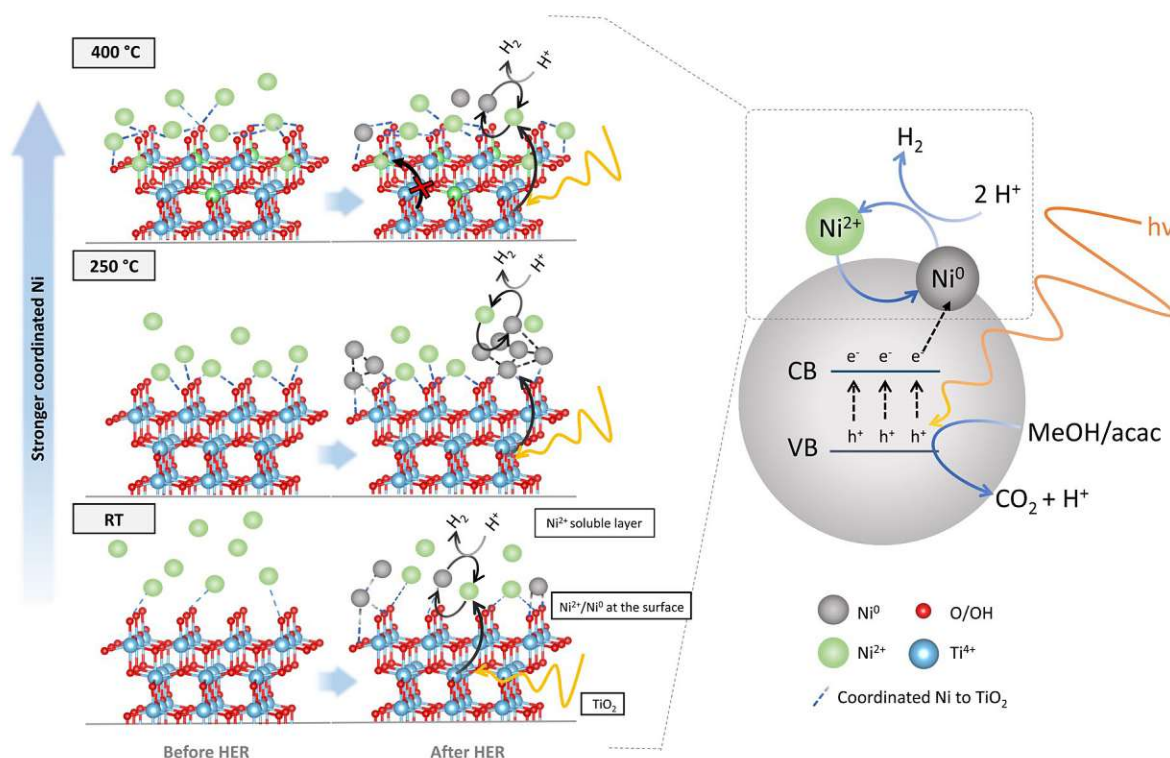 400 °C
H₂
H⁺
Stronger coordinated Ni
250 °C
H₂
H⁺
RT
H₂
H⁺
Ni²⁺ soluble layer
Ni²⁺/Ni⁰ at the surface
TiO₂
Before HER
After HER
H₂
2 H⁺
Ni²⁺
hν
Ni⁰
e⁻ e⁻ e⁻
CB
h⁺ h⁺ h⁺
VB
MeOH/acac
CO₂ + H⁺
Ni⁰
O/OH
Ni²⁺
Ti⁴⁺
Coordinated Ni to TiO₂